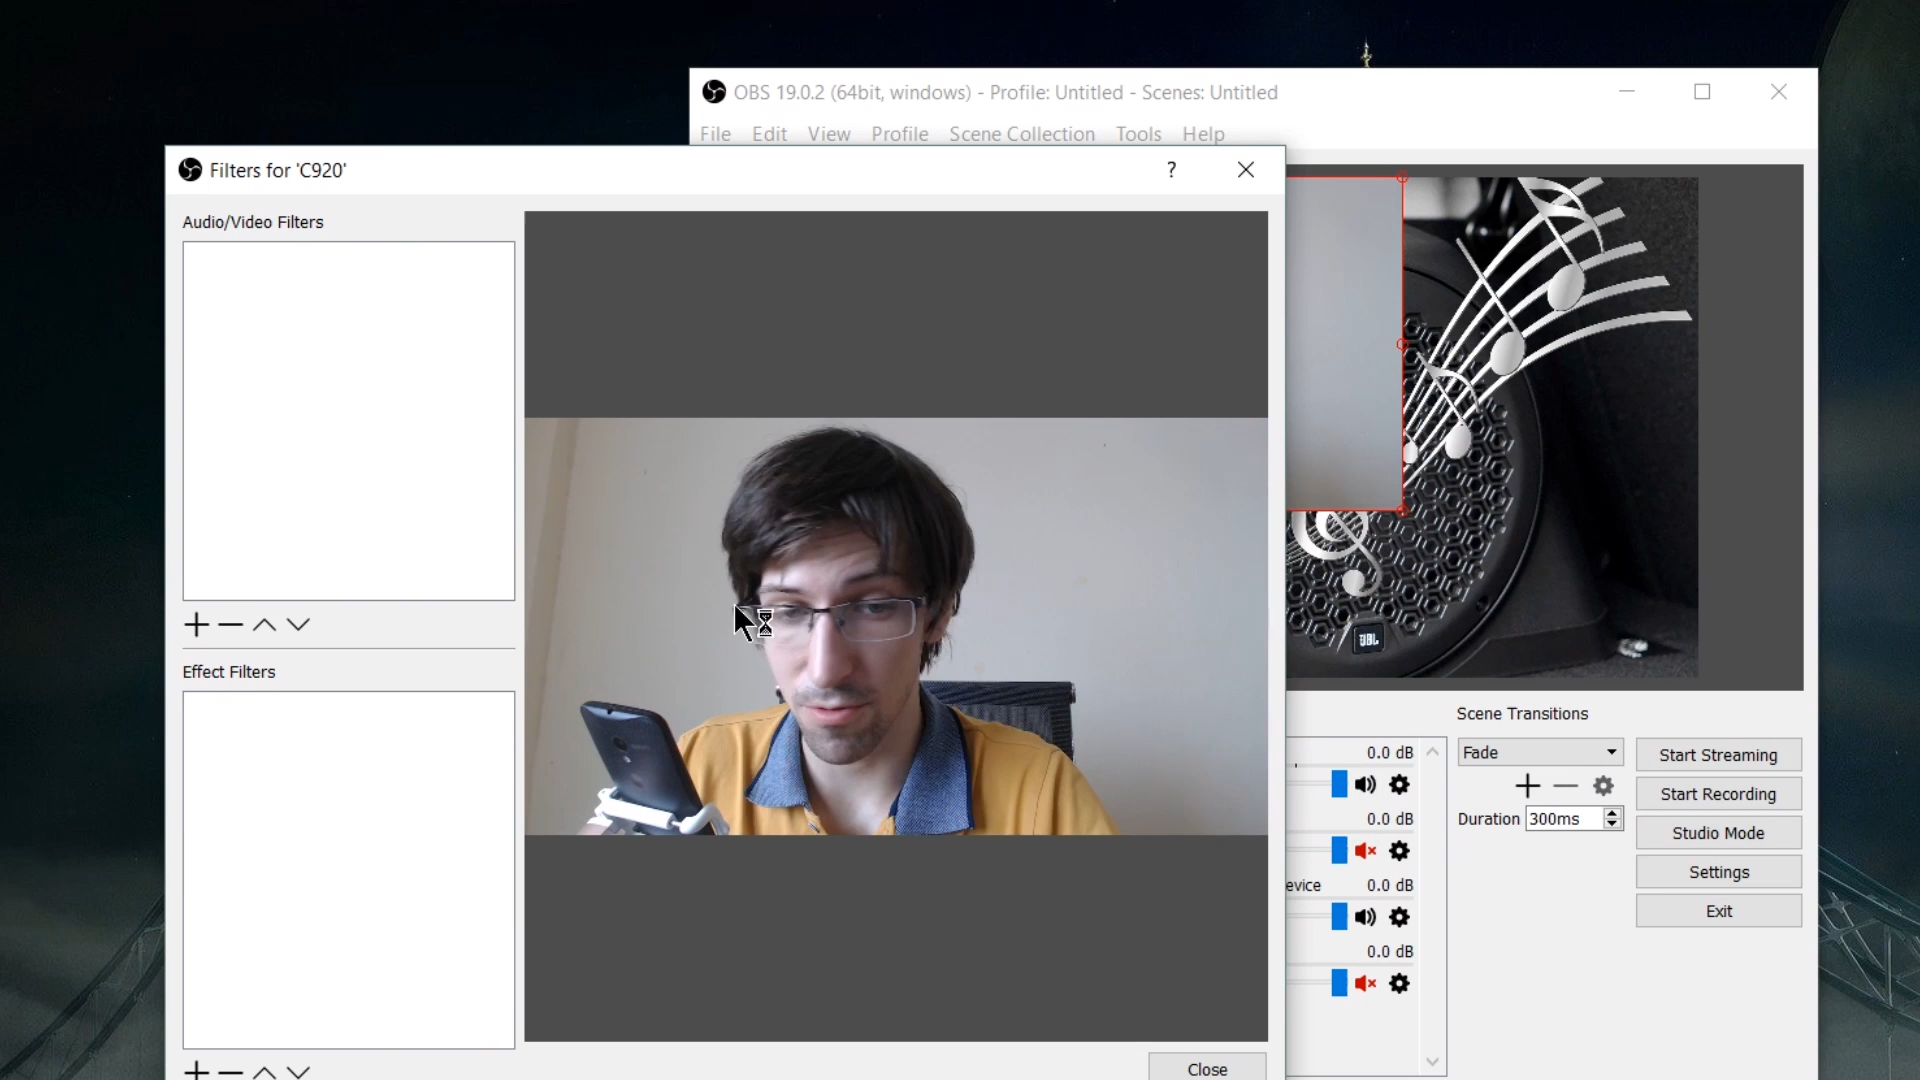 OBS 19.0.2 (64bit, windows) - Profile: Untitled - Scenes: Untitled
File Edit View Profile Scene Collection Tools Help
Filters for 'C920'
?
Audio/Video Filters
Effect Filters
Close
JBL
Scene Transitions
0.0 dB
Fade
Start Streaming
Start Recording
0.0 dB
Duration 300ms
Studio Mode
Settings
evice 0.0 dB
Exit
0.0 dB